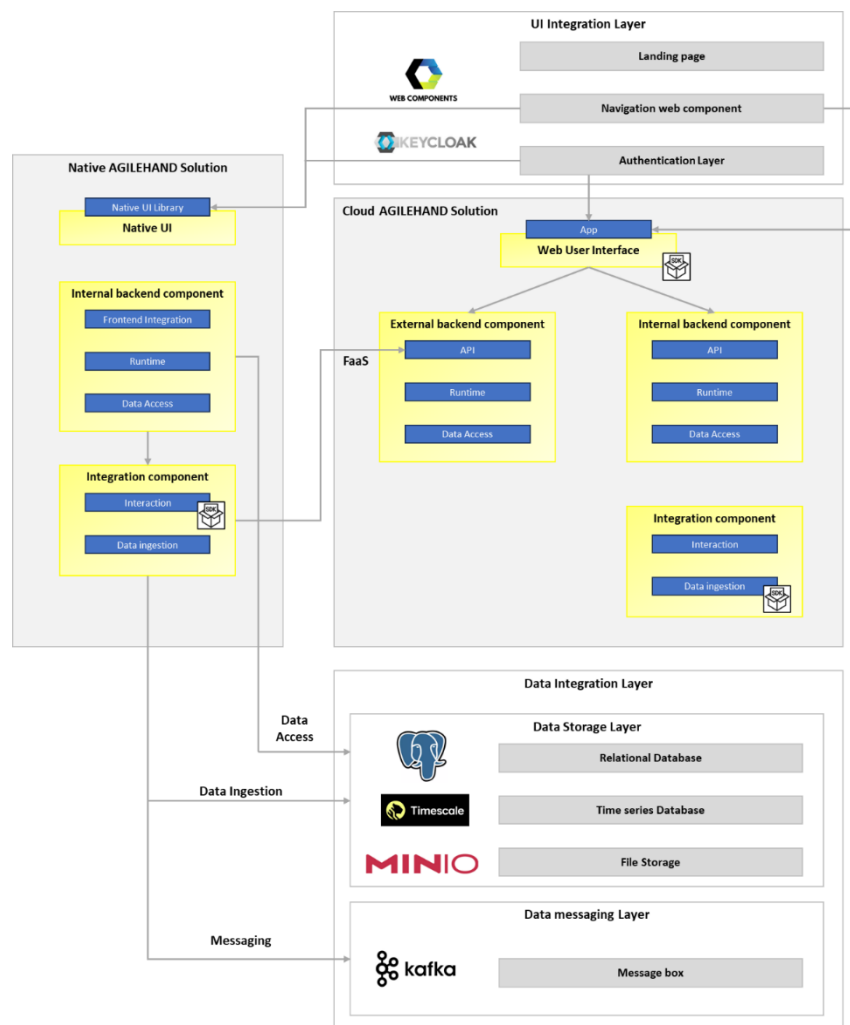 UI Integration Layer
Landing page
WEB COMPONENTS
Navigation web component
KEYCLOAK
Authentication Layer
Native AGILEHAND Solution
Native UI Library
Native UI
Internal backend component
Frontend Integration
Runtime
Data Access
Integration component
Interaction
SDK
Data ingestion
Cloud AGILEHAND Solution
App
Web User Interface
SDK
External backend component
API
Runtime
Data Access
FaaS
Internal backend component
API
Runtime
Data Access
Integration component
Interaction
Data ingestion
SDK
Data Integration Layer
Data Storage Layer
Data
Access
Relational Database
Data Ingestion
Timescale
Time series Database
MINIO
File Storage
Data messaging Layer
Messaging
kafka
Message box